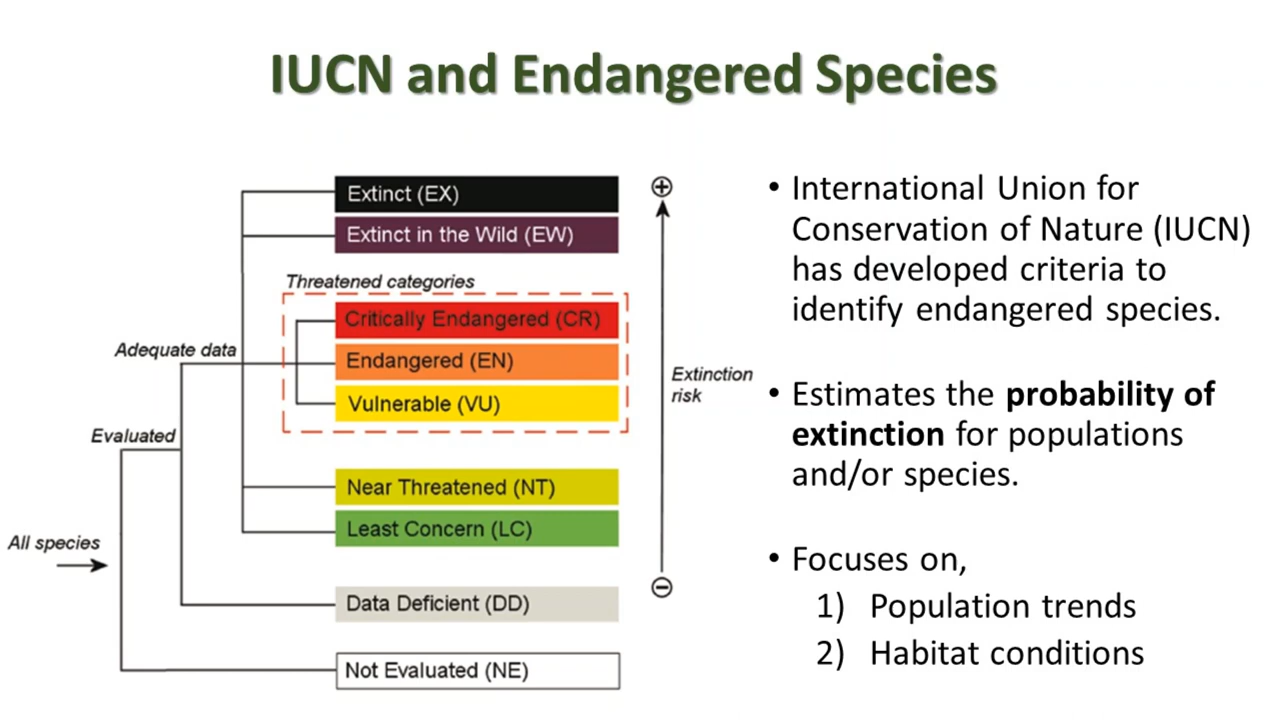 IUCN and Endangered Species
Extinct (EX)
Extinct in the Wild (EW)
Threatened categories
Critically Endangered (CR)
Adequate data
Endangered (EN)
Vulnerable (VU)
Evaluated
Near Threatened (NT)
Least Concern (LC)
All species
Data Deficient (DD)
Not Evaluated (NE)
+
Extinction
risk
−
• International Union for
Conservation of Nature (IUCN)
has developed criteria to
identify endangered species.
• Estimates the probability of
extinction for populations
and/or species.
• Focuses on,
1) Population trends
2) Habitat conditions